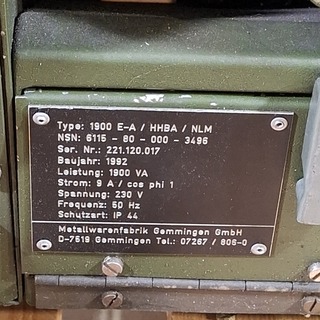 Type: 1900 E-A / HHBA / NLM
NSN: 6115 - 80 - 000 - 3496
Ser. Nr.: 221.120.017
Baujahr: 1992
Leistung: 1900 VA
Strom: 9 A / cos phi 1
Spannung: 230 V
Frequenz: 50 Hz
Schutzart: IP 44
Metallwarenfabrik Gemmingen GmbH
D-7519 Gemmingen Tel.: 07267 / 806-0